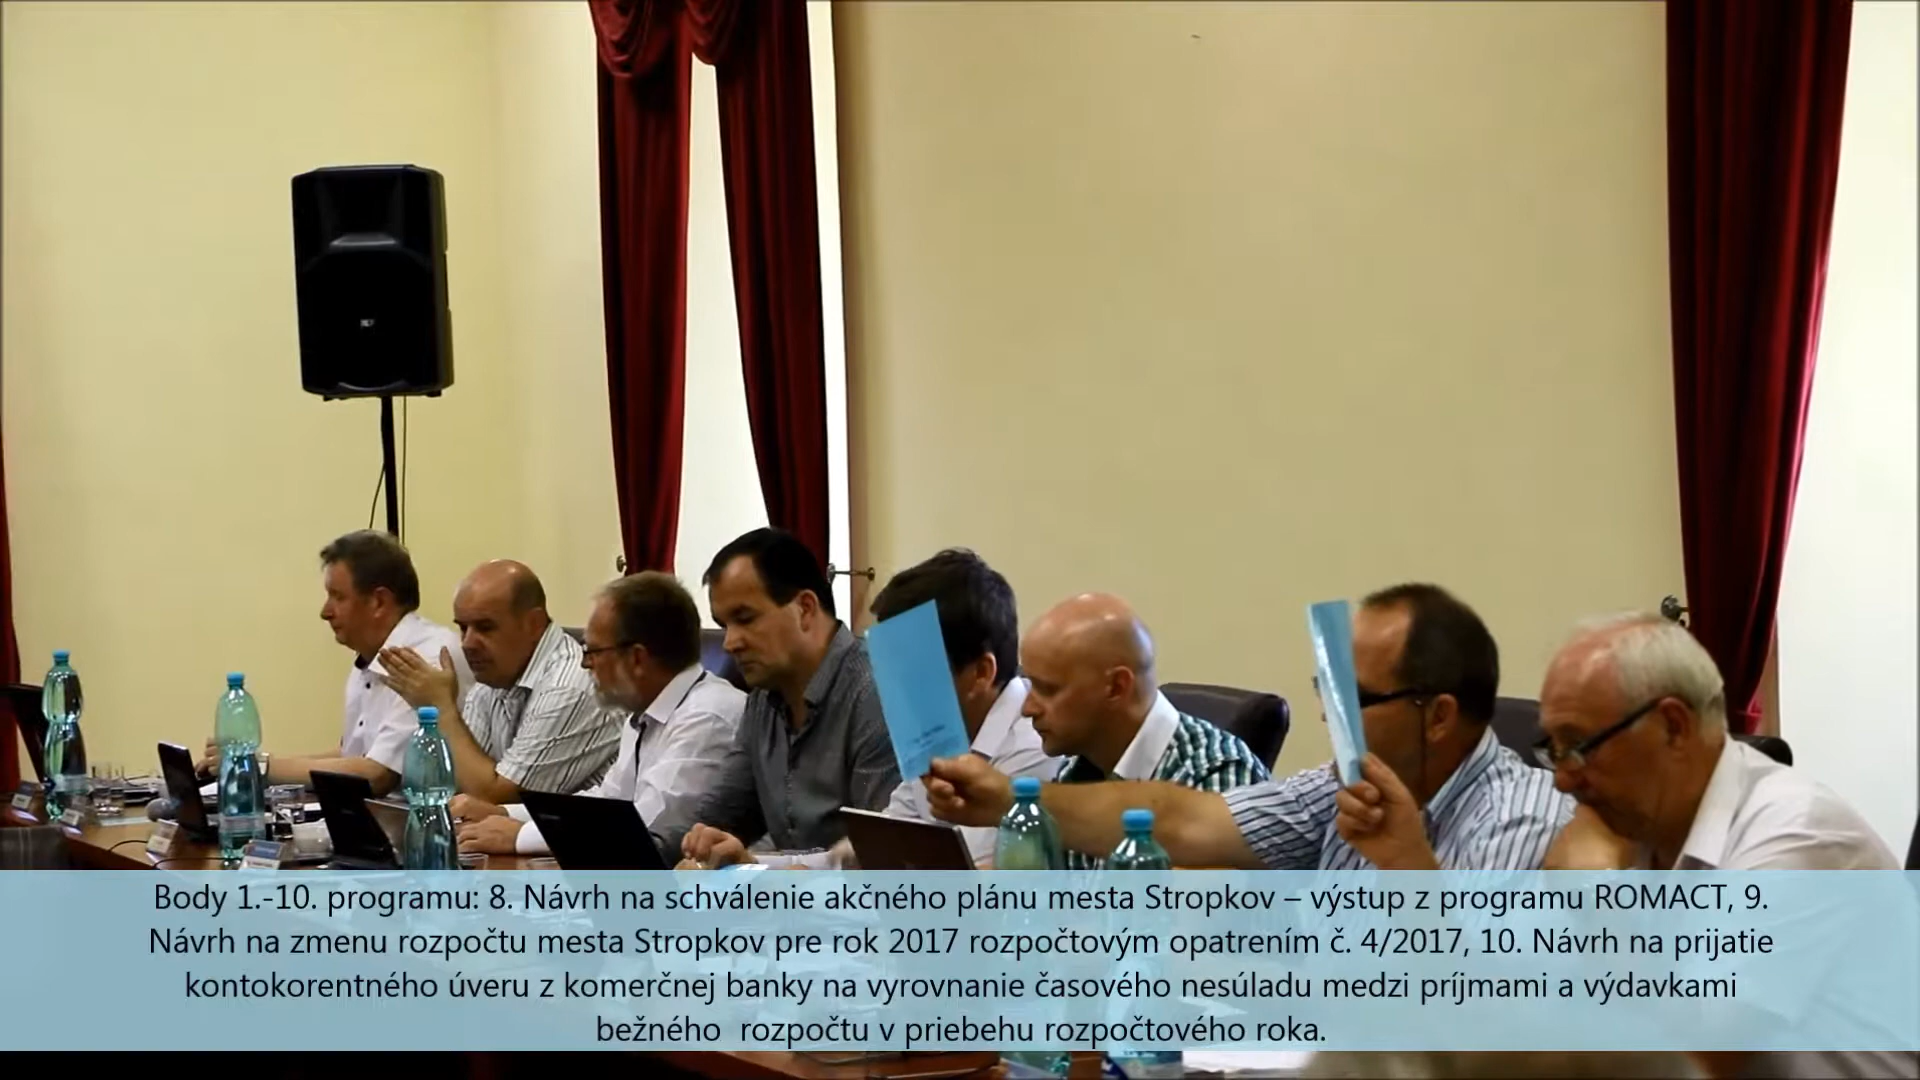 Body 1.-10. programu: 8. Návrh na schválenie akčného plánu mesta Stropkov – výstup z programu ROMACT, 9.
Návrh na zmenu rozpočtu mesta Stropkov pre rok 2017 rozpočtovým opatrením č. 4/2017, 10. Návrh na prijatie
kontokorentného úveru z komerčnej banky na vyrovnanie časového nesúladu medzi príjmami a výdavkami
bežného  rozpočtu v priebehu rozpočtového roka.